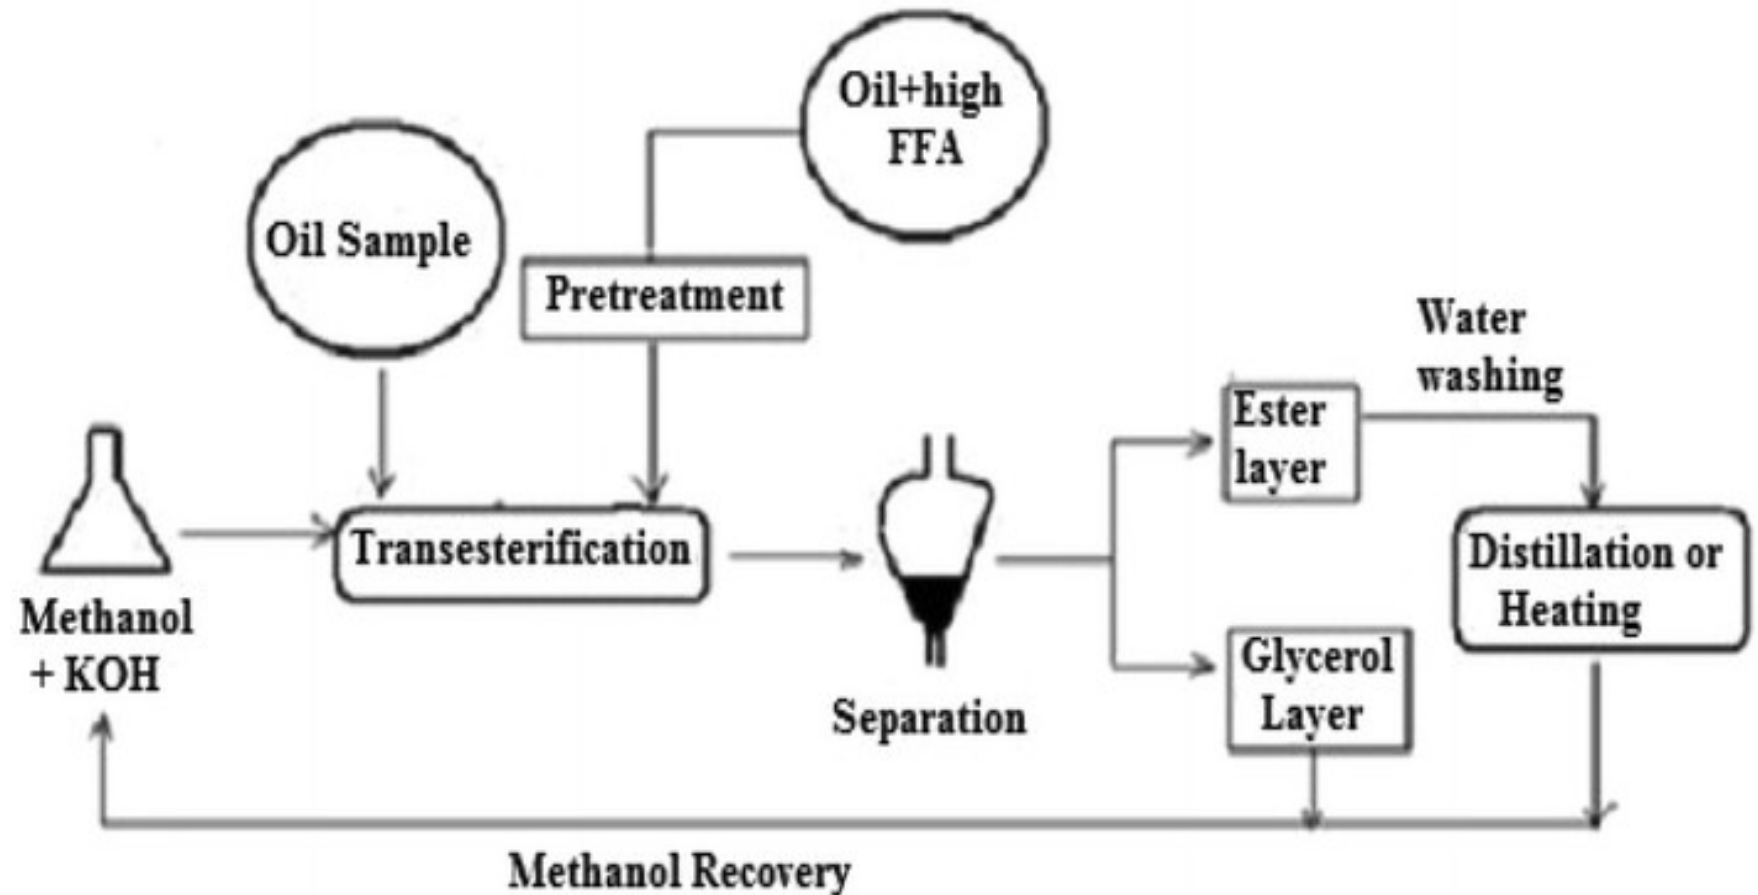 Oil+high
FFA
Oil Sample
Pretreatment
Water
washing
Ester
layer
Transesterification
Distillation or
Heating
Methanol
+ KOH
Glycerol
Layer
Separation
Methanol Recovery